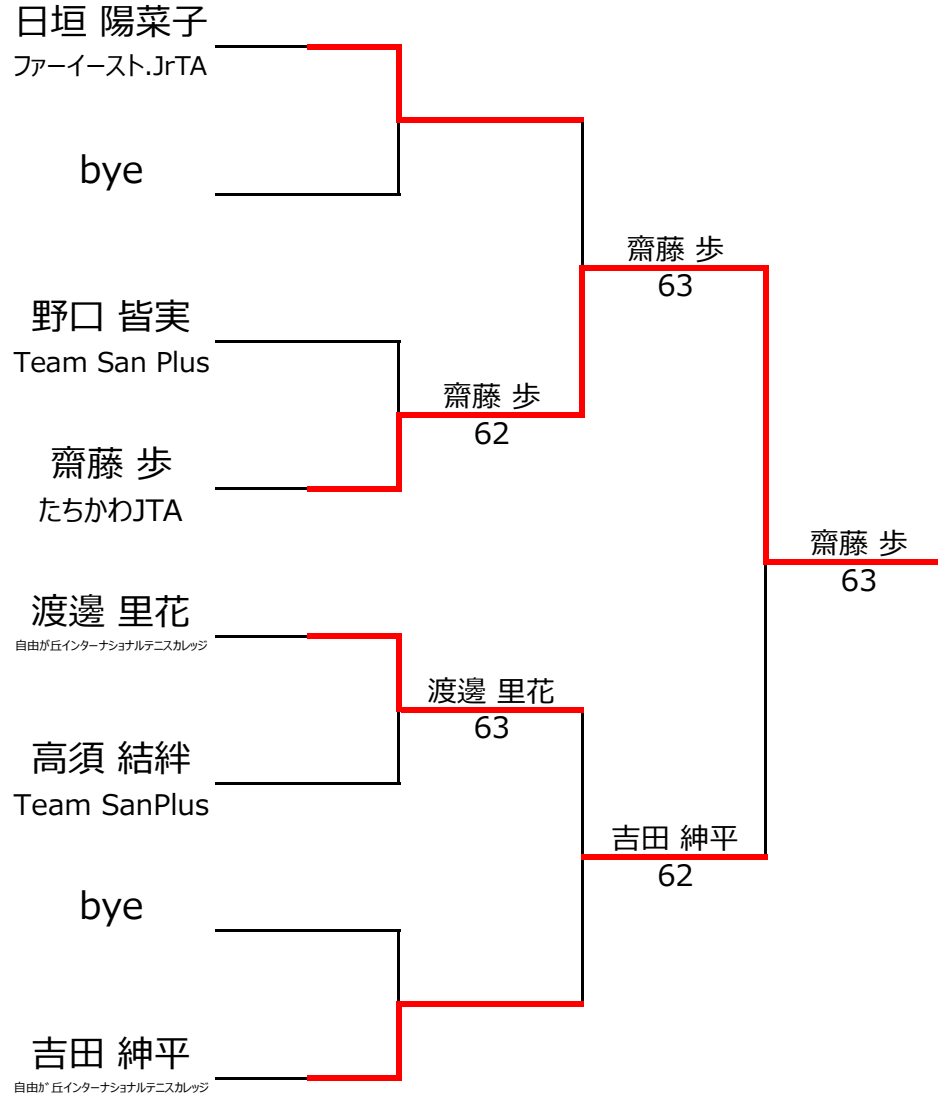 日垣 陽菜子
ファーイースト.JrTA
bye
野口 皆実
Team San Plus
齋藤 歩
たちかわJTA
渡邊 里花
自由が丘インターナショナルテニスカレッジ
高須 結絆
Team SanPlus
bye
吉田 紳平
自由が丘インターナショナルテニスカレッジ
齋藤 歩
62
渡邊 里花
63
齋藤 歩
63
吉田 紳平
62
齋藤 歩
63